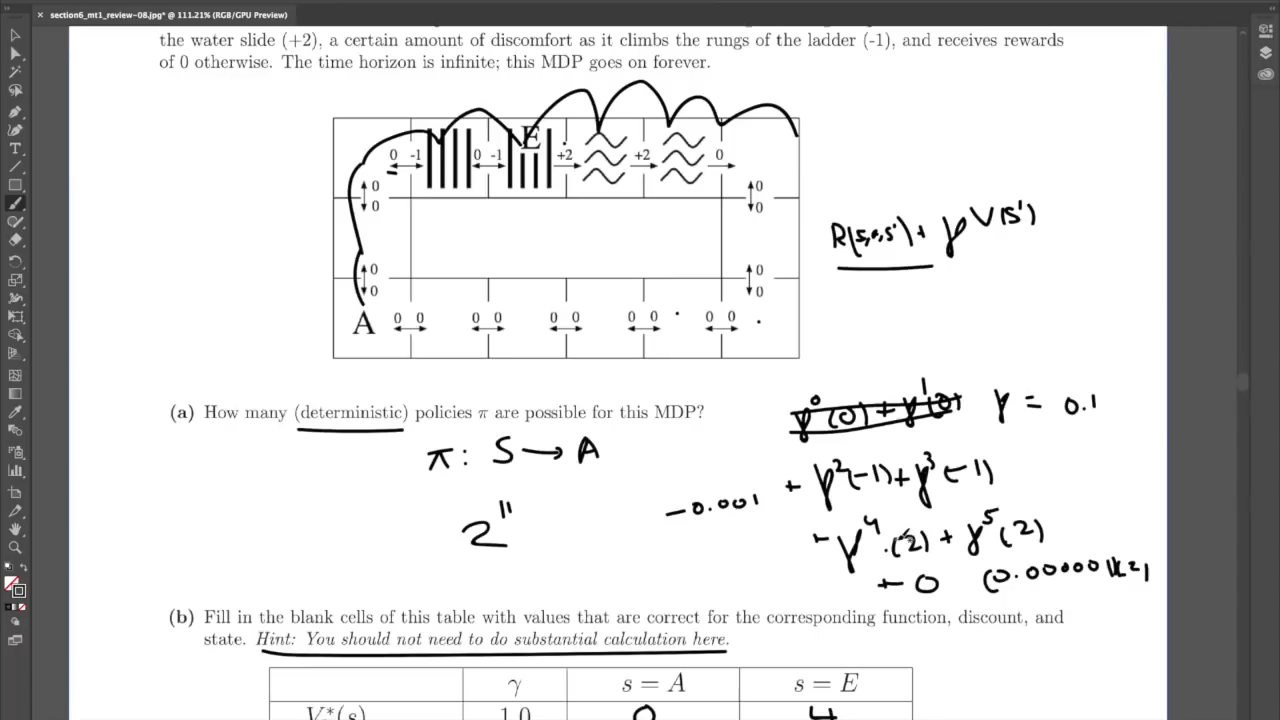 section6_mt1_review-08.jpg* @ 111.21% (RGB/GPU Preview)
the water slide (+2), a certain amount of discomfort as it climbs the rungs of the ladder (-1), and receives rewards
of 0 otherwise. The time horizon is infinite; this MDP goes on forever.
E
0 -1 0 -1 +2 +2 0
0 0
0 0
R(s,a,s') + γ V(s')
0 0
0 0
A 0 0 0 0 0 0 0 0 0 0
(a) How many (deterministic) policies π are possible for this MDP?
γ⁰(0) + γ¹(0) + γ = 0.1
π: S → A
+ γ²(-1) + γ³(-1)
-0.001
2¹¹
+ γ⁴·(2) + γ⁵(2)
+ 0
(b) Fill in the blank cells of this table with values that are correct for the corresponding function, discount, and
state. Hint: You should not need to do substantial calculation here.
γ s = A s = E
V*(s) 1.0 0 4